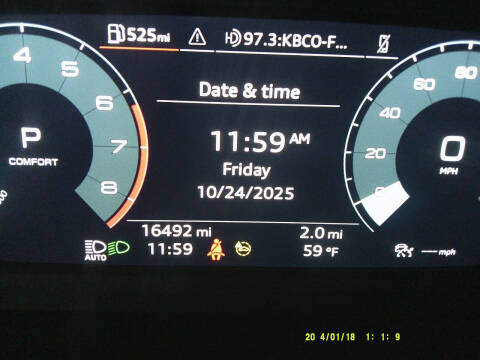 525mi 97.3:KBCO-F...
Date & time
4 5 6 7 8
P
COMFORT
11:59 AM
Friday
10/24/2025
80 60 40 20
0
MPH
16492 mi 2.0 mi
AUTO 11:59 59 °F --- mph
20 4/01/18 1: 1: 9